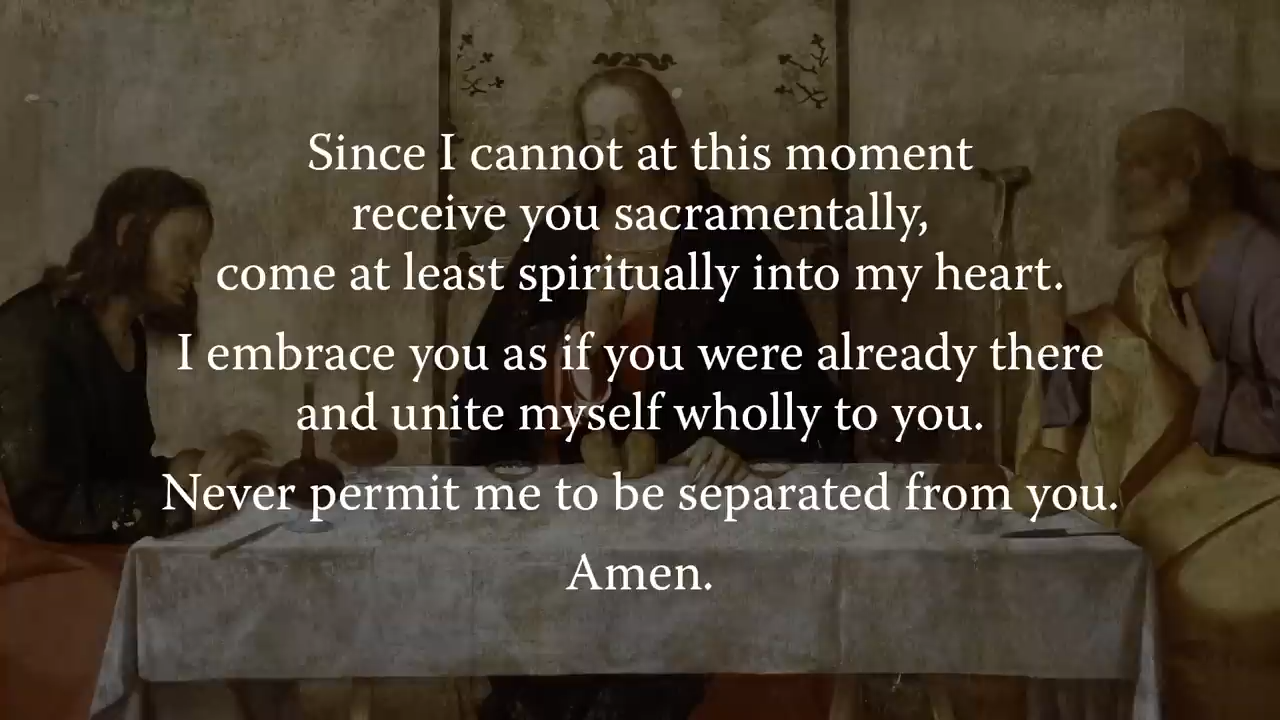 Since I cannot at this moment
receive you sacramentally,
come at least spiritually into my heart.
I embrace you as if you were already there
and unite myself wholly to you.
Never permit me to be separated from you.
Amen.